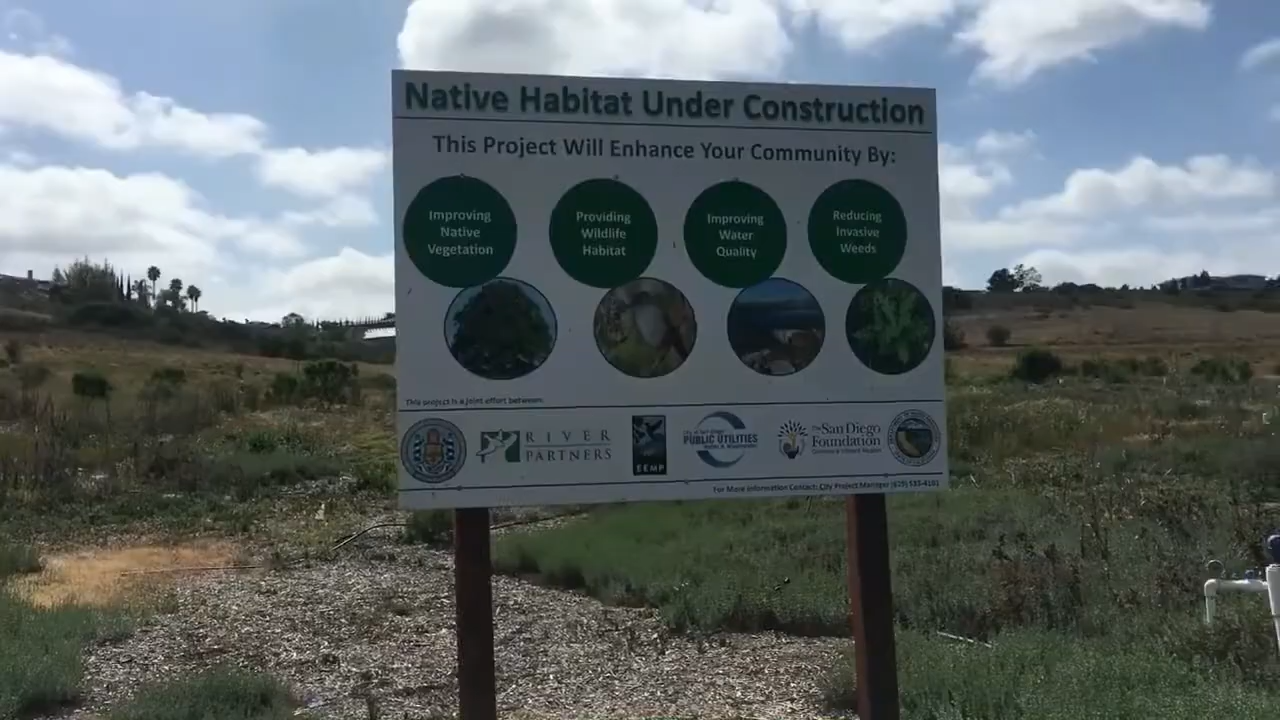 Native Habitat Under Construction
This Project Will Enhance Your Community By:
Improving
Native
Vegetation
Providing
Wildlife
Habitat
Improving
Water
Quality
Reducing
Invasive
Weeds
This project is a joint effort between:
RIVER
PARTNERS
EEMP
PUBLIC UTILITIES
The San Diego
Foundation
For More Information Contact: City Project Manager (619)